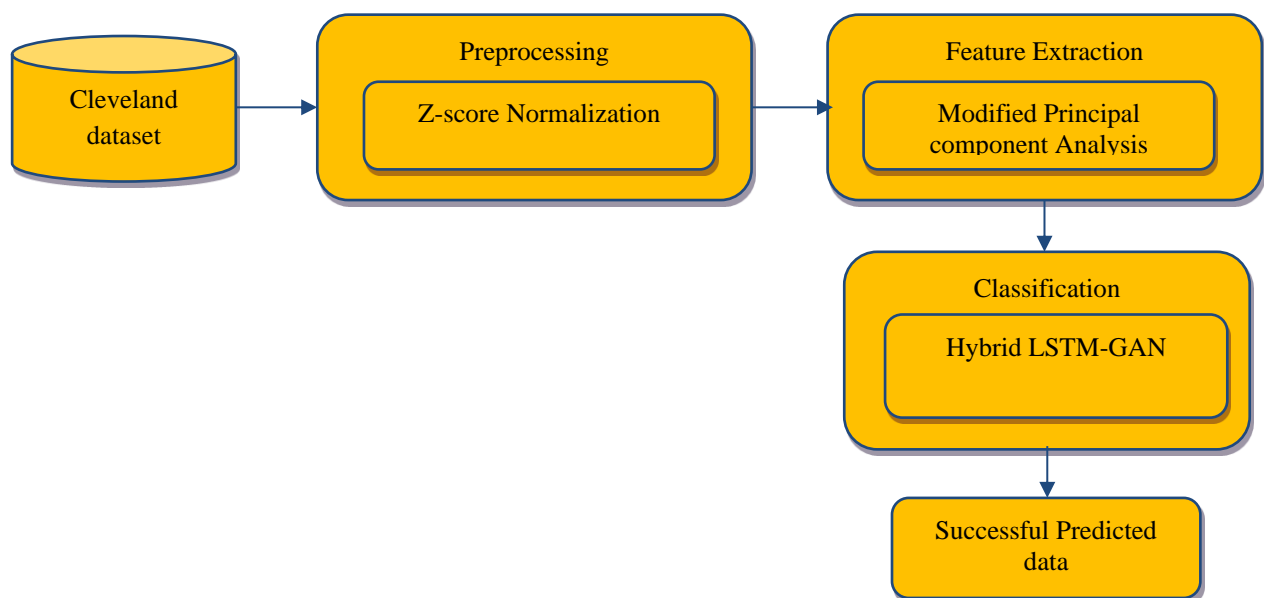 Cleveland
dataset
Preprocessing
Z-score Normalization
Feature Extraction
Modified Principal
component Analysis
Classification
Hybrid LSTM-GAN
Successful Predicted
data